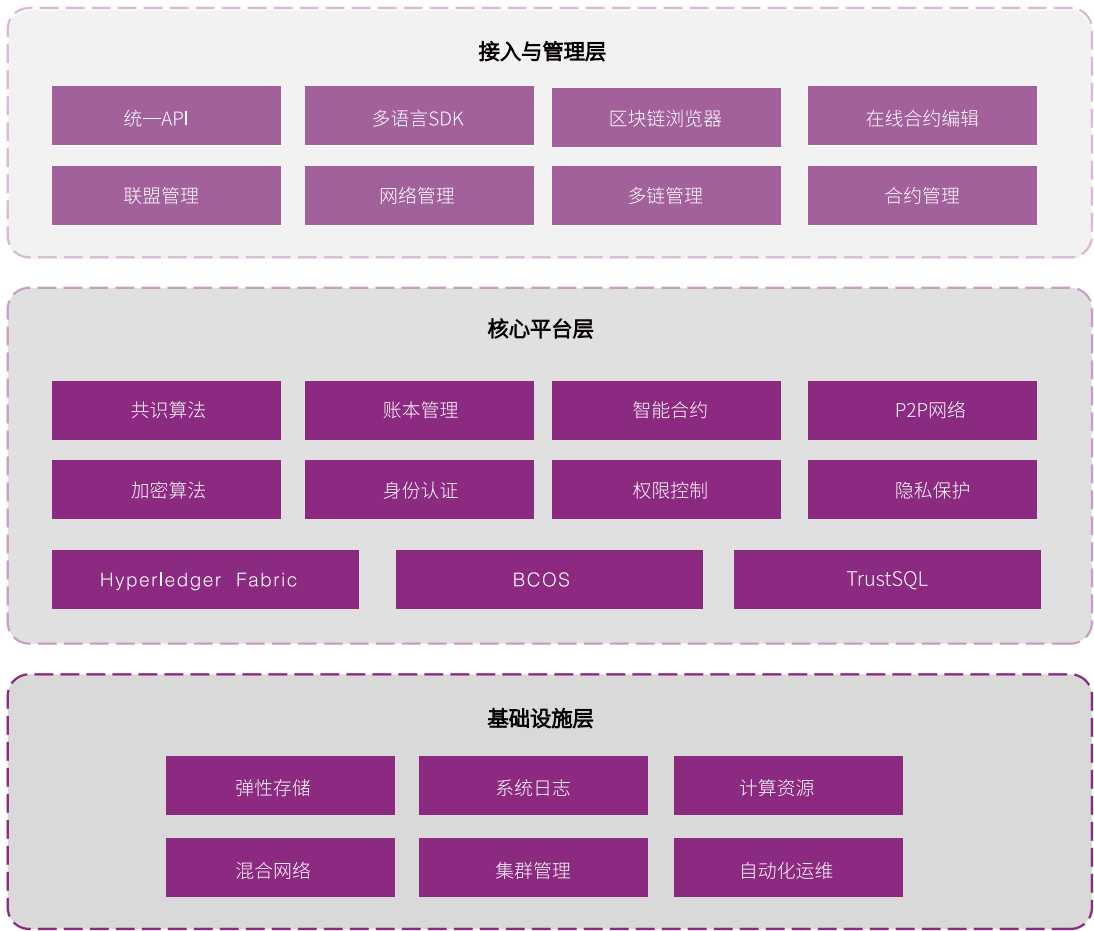 接入与管理层
统一API
多语言SDK
区块链浏览器
在线合约编辑
联盟管理
网络管理
多链管理
合约管理
核心平台层
共识算法
账本管理
智能合约
P2P网络
加密算法
身份认证
权限控制
隐私保护
Hyperledger Fabric
BCOS
TrustSQL
基础设施层
弹性存储
系统日志
计算资源
混合网络
集群管理
自动化运维